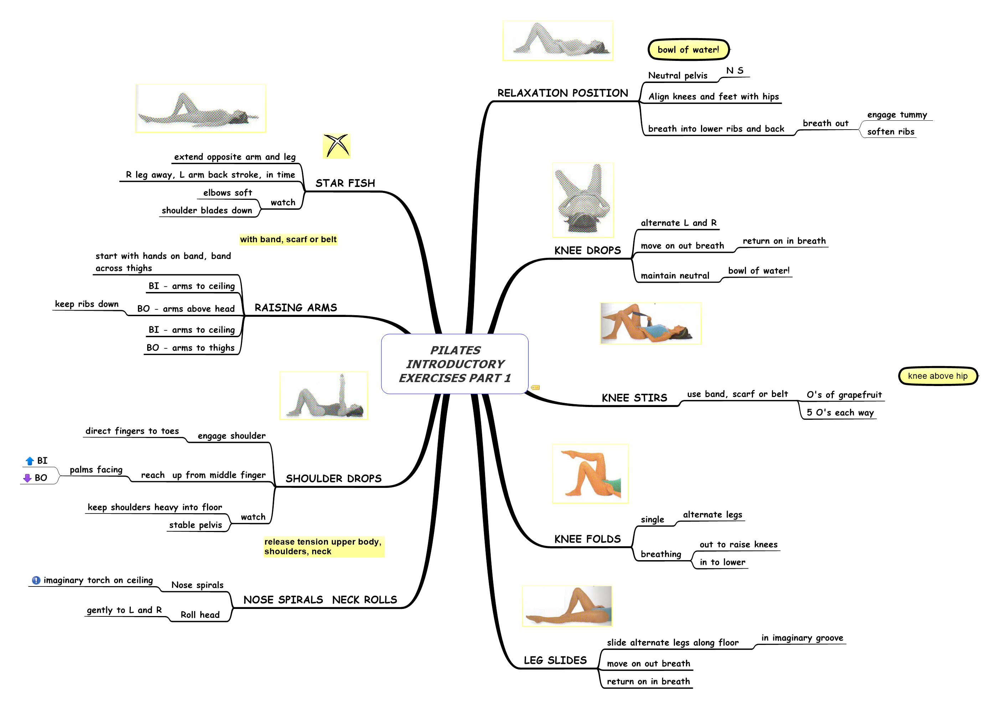 PILATES
INTRODUCTORY
EXERCISES PART 1
bowl of water!
RELAXATION POSITION
Neutral pelvis
N S
Align knees and feet with hips
breath into lower ribs and back
breath out
engage tummy
soften ribs
KNEE DROPS
alternate L and R
move on out breath
return on in breath
maintain neutral
bowl of water!
knee above hip
KNEE STIRS
use band, scarf or belt
O's of grapefruit
5 O's each way
KNEE FOLDS
single
alternate legs
breathing
out to raise knees
in to lower
LEG SLIDES
slide alternate legs along floor
in imaginary groove
move on out breath
return on in breath
STAR FISH
extend opposite arm and leg
R leg away, L arm back stroke, in time
watch
elbows soft
shoulder blades down
with band, scarf or belt
RAISING ARMS
start with hands on band, band
across thighs
BI - arms to ceiling
BO - arms above head
keep ribs down
BI - arms to ceiling
BO - arms to thighs
SHOULDER DROPS
engage shoulder
direct fingers to toes
reach up from middle finger
palms facing
BI
BO
watch
keep shoulders heavy into floor
stable pelvis
release tension upper body,
shoulders, neck
NOSE SPIRALS NECK ROLLS
Nose spirals
imaginary torch on ceiling
Roll head
gently to L and R